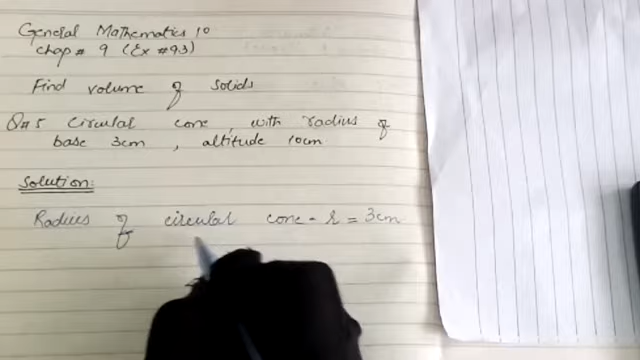 General Mathematics 10
Chap # 9 (Ex # 9.3)
Find volume of Solids
Q# 5 Circular cone, with radius of
base 3cm, altitude 10cm
Solution:
Radius of circular cone = r = 3cm